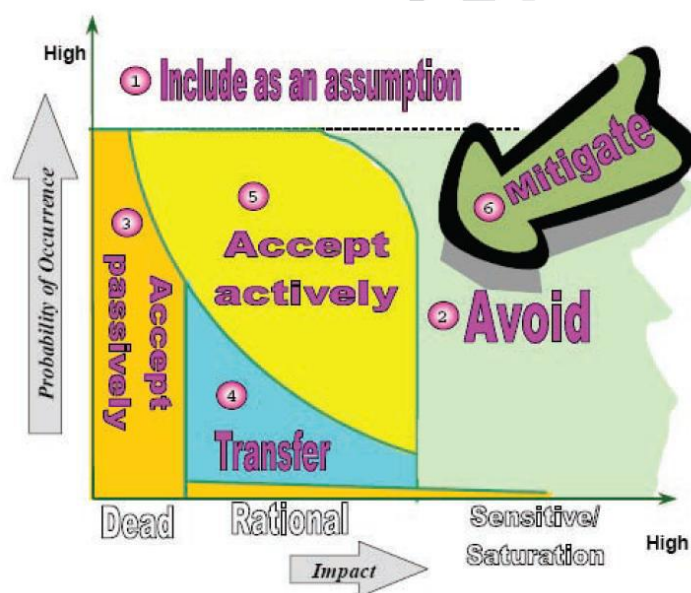 High
1 Include as an assumption
Probability of Occurrence
3
Accept
passively
5
Accept
actively
6 Mitigate
2 Avoid
4
Transfer
Dead
Rational
Sensitive/
Saturation
High
Impact